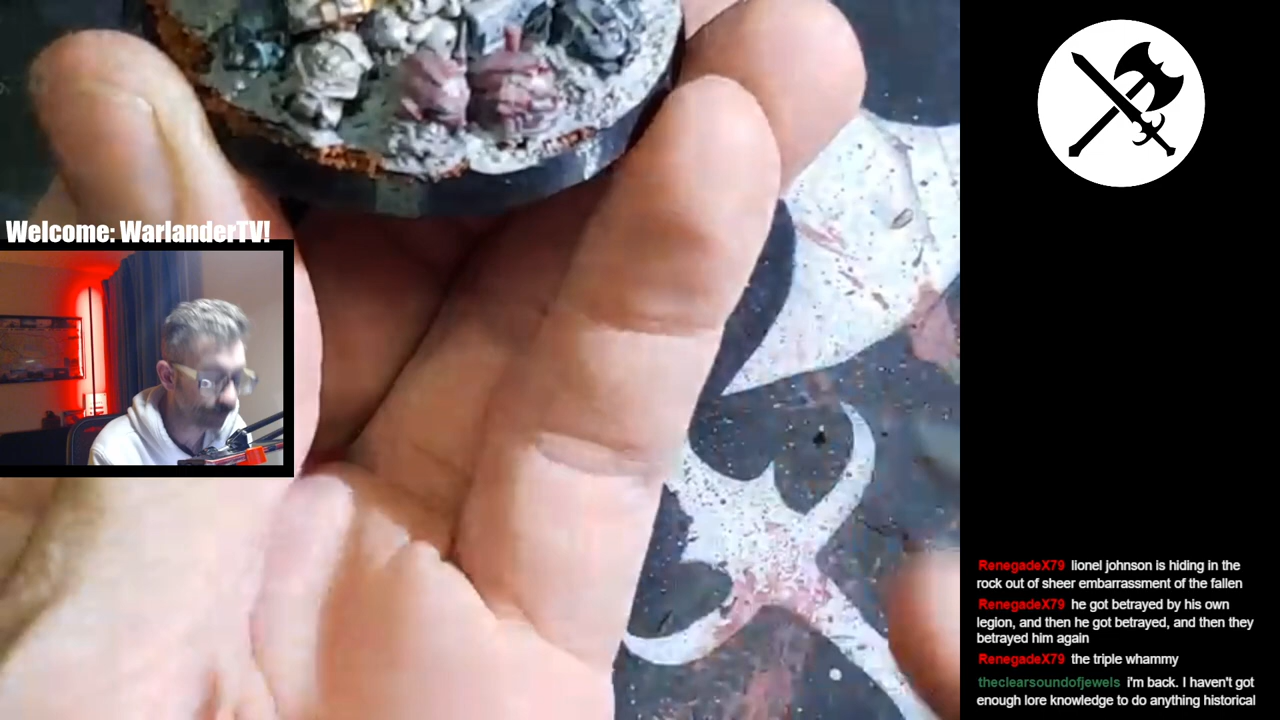 Welcome: WarlanderTV!
RenegadeX79 lionel johnson is hiding in the
rock out of sheer embarrassment of the fallen
RenegadeX79 he got betrayed by his own
legion, and then he got betrayed, and then they
betrayed him again
RenegadeX79 the triple whammy
theclearsoundofjewels i'm back. I haven't got
enough lore knowledge to do anything historical